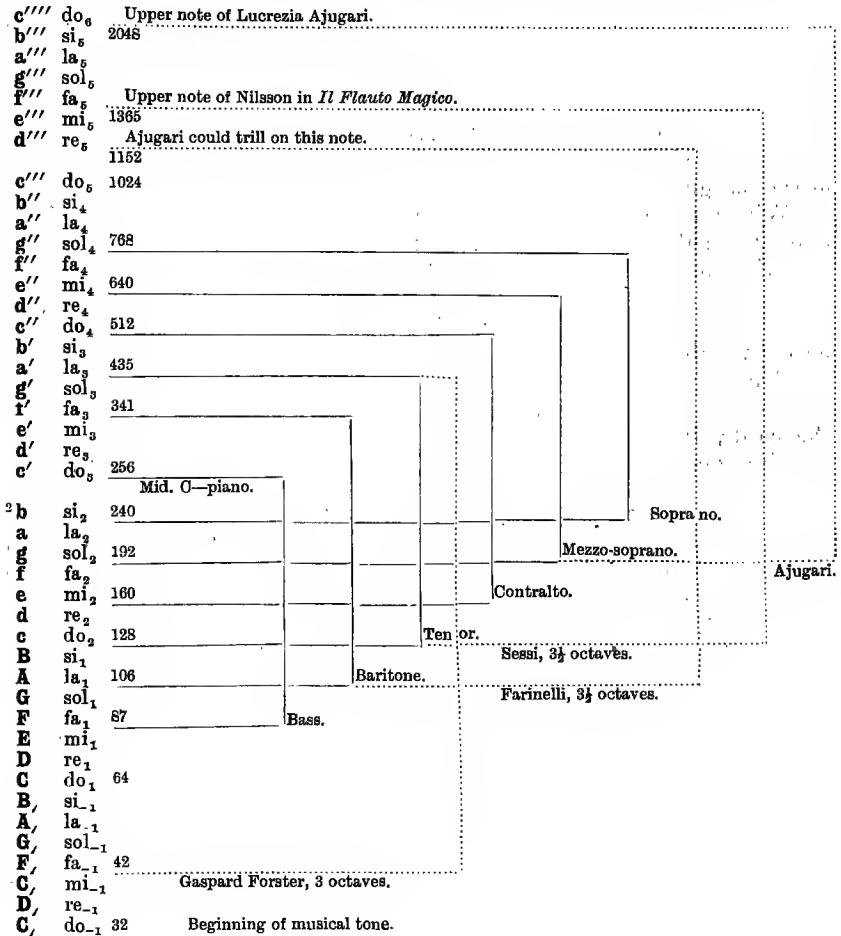 c'''' do₆ Upper note of Lucrezia Ajugari.
b''' si₅ 2048
a''' la₅
g''' sol₅
f''' fa₅ Upper note of Nilsson in Il Flauto Magico.
e''' mi₅ 1365
d''' re₅ Ajugari could trill on this note.
1152
c''' do₅ 1024
b'' si₄
a'' la₄
g'' sol₄ 768
f'' fa₄
e'' mi₄ 640
d'' re₄
c'' do₄ 512
b' si₃
a' la₃ 435
g' sol₃
f' fa₃ 341
e' mi₃
d' re₃
c' do₃ 256
Mid. C—piano.
²b si₂ 240 Soprano.
a la₂
g sol₂ 192 Mezzo-soprano.
f fa₂ Ajugari.
e mi₂ 160 Contralto.
d re₂
c do₂ 128 Tenor.
B si₁ Sessi, 3½ octaves.
A la₁ 106 Baritone.
G sol₁ Farinelli, 3½ octaves.
F fa₁ 87 Bass.
E mi₁
D re₁
C do₁ 64
B, si₋₁
A, la₋₁
G, sol₋₁
F, fa₋₁ 42
C, mi₋₁ Gaspard Forster, 3 octaves.
D, re₋₁
C, do₋₁ 32 Beginning of musical tone.